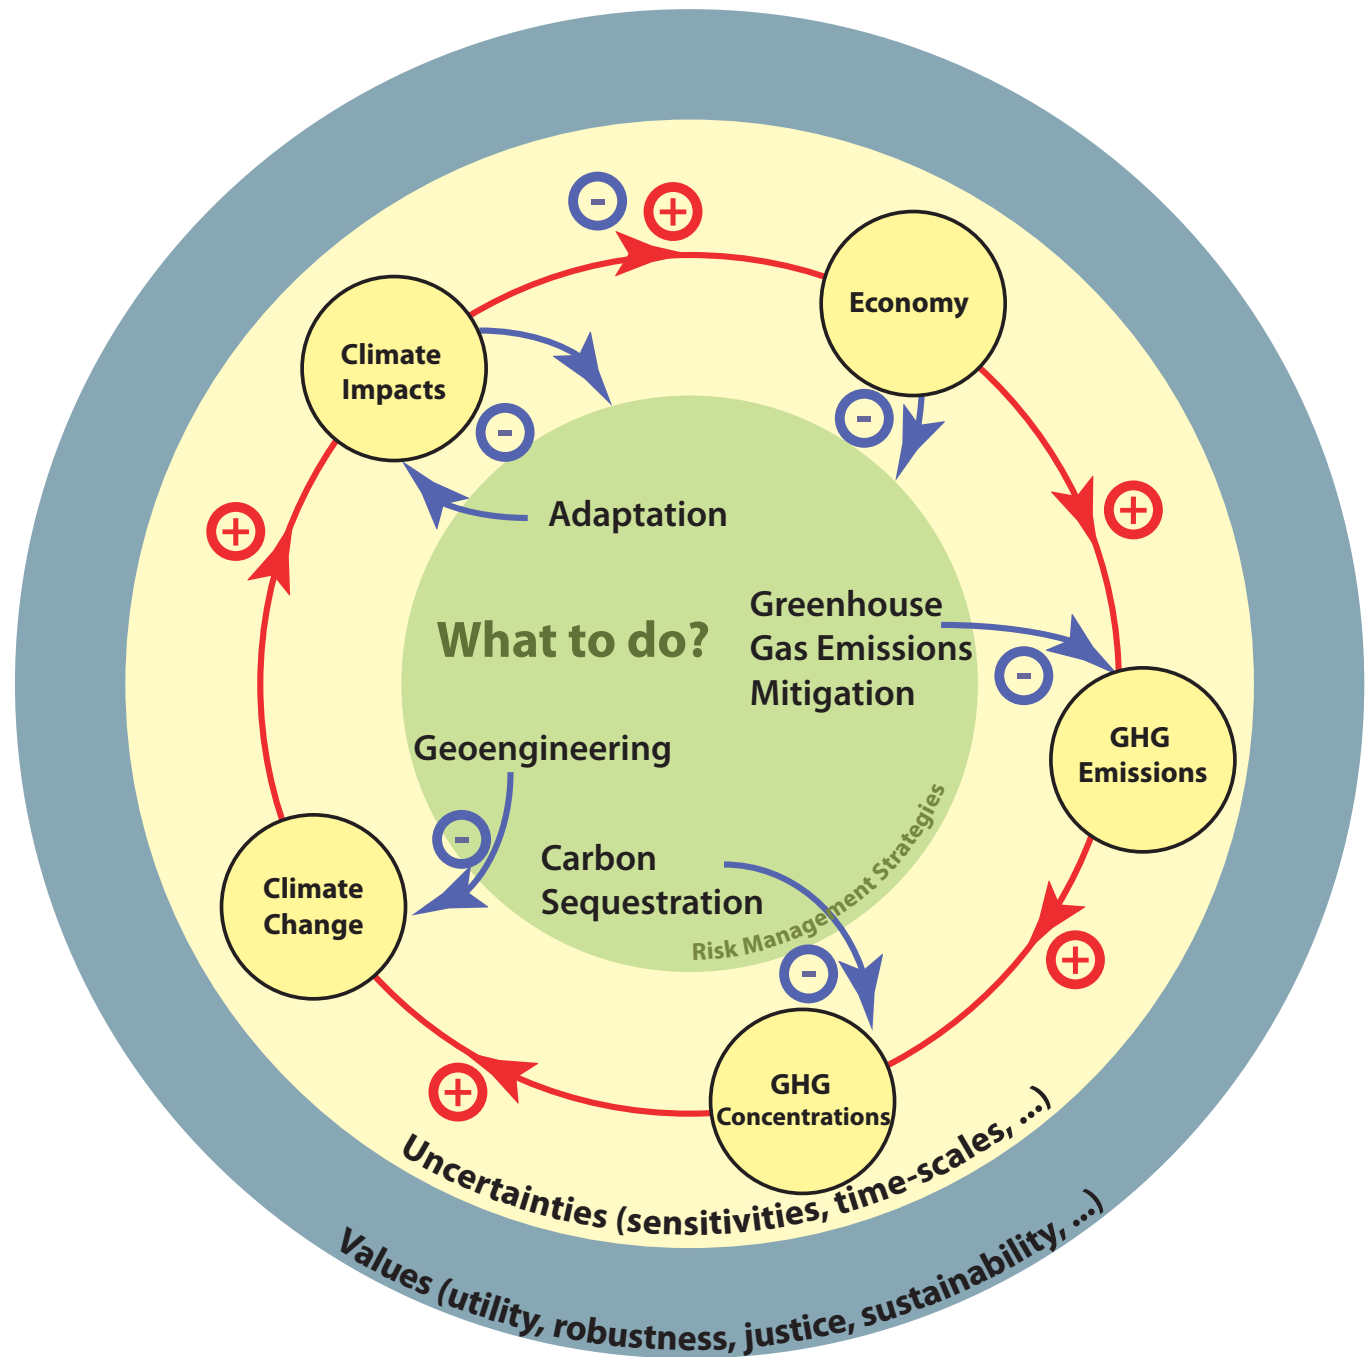 -
+
Economy
Climate
Impacts
-
-
+
+
Adaptation
Greenhouse
Gas Emissions
Mitigation
What to do?
-
GHG
Emissions
Geoengineering
-
Carbon
Sequestration
Risk Management Strategies
Climate
Change
-
+
+
GHG
Concentrations
Uncertainties (sensitivities, time-scales, ...)
Values (utility, robustness, justice, sustainability, ...)